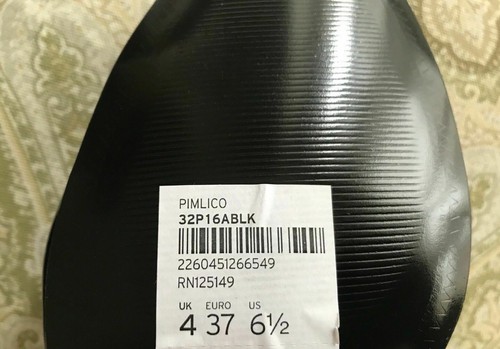 PIMLICO
32P16ABLK
2260451266549
RN125149
UK EURO US
4 37 6½